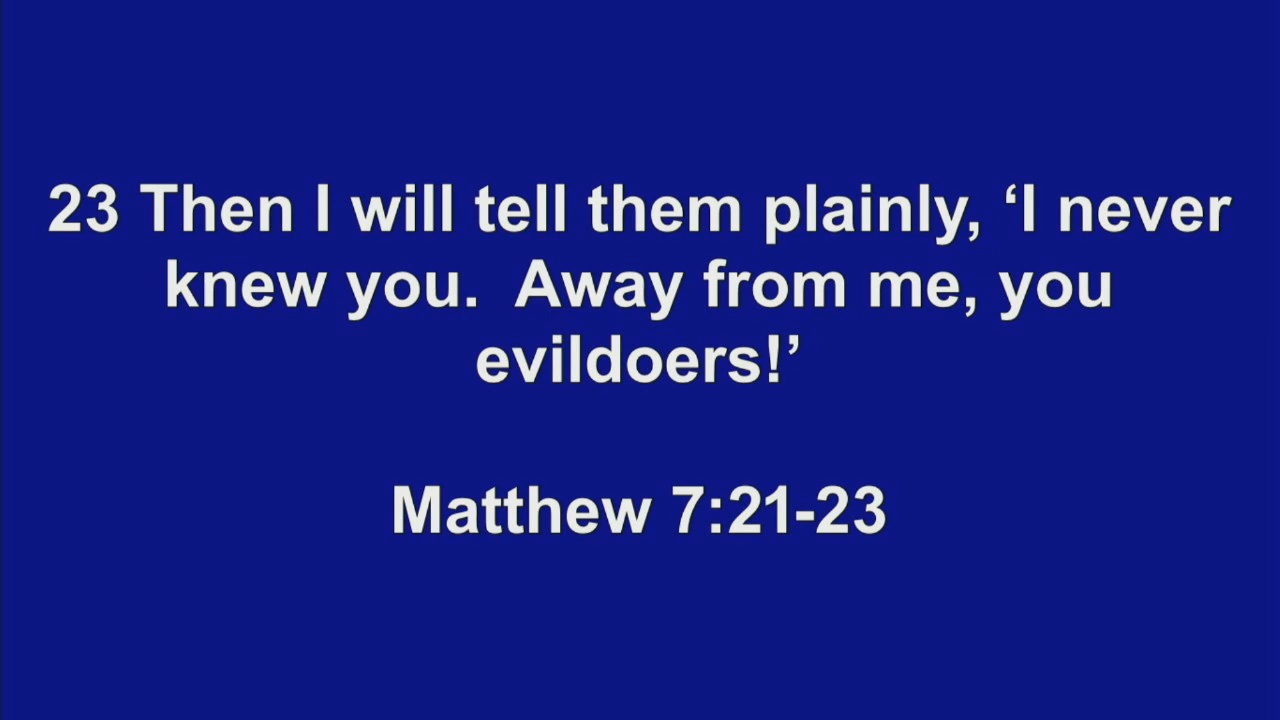 23 Then I will tell them plainly, ‘I never
knew you.  Away from me, you
evildoers!’
Matthew 7:21-23